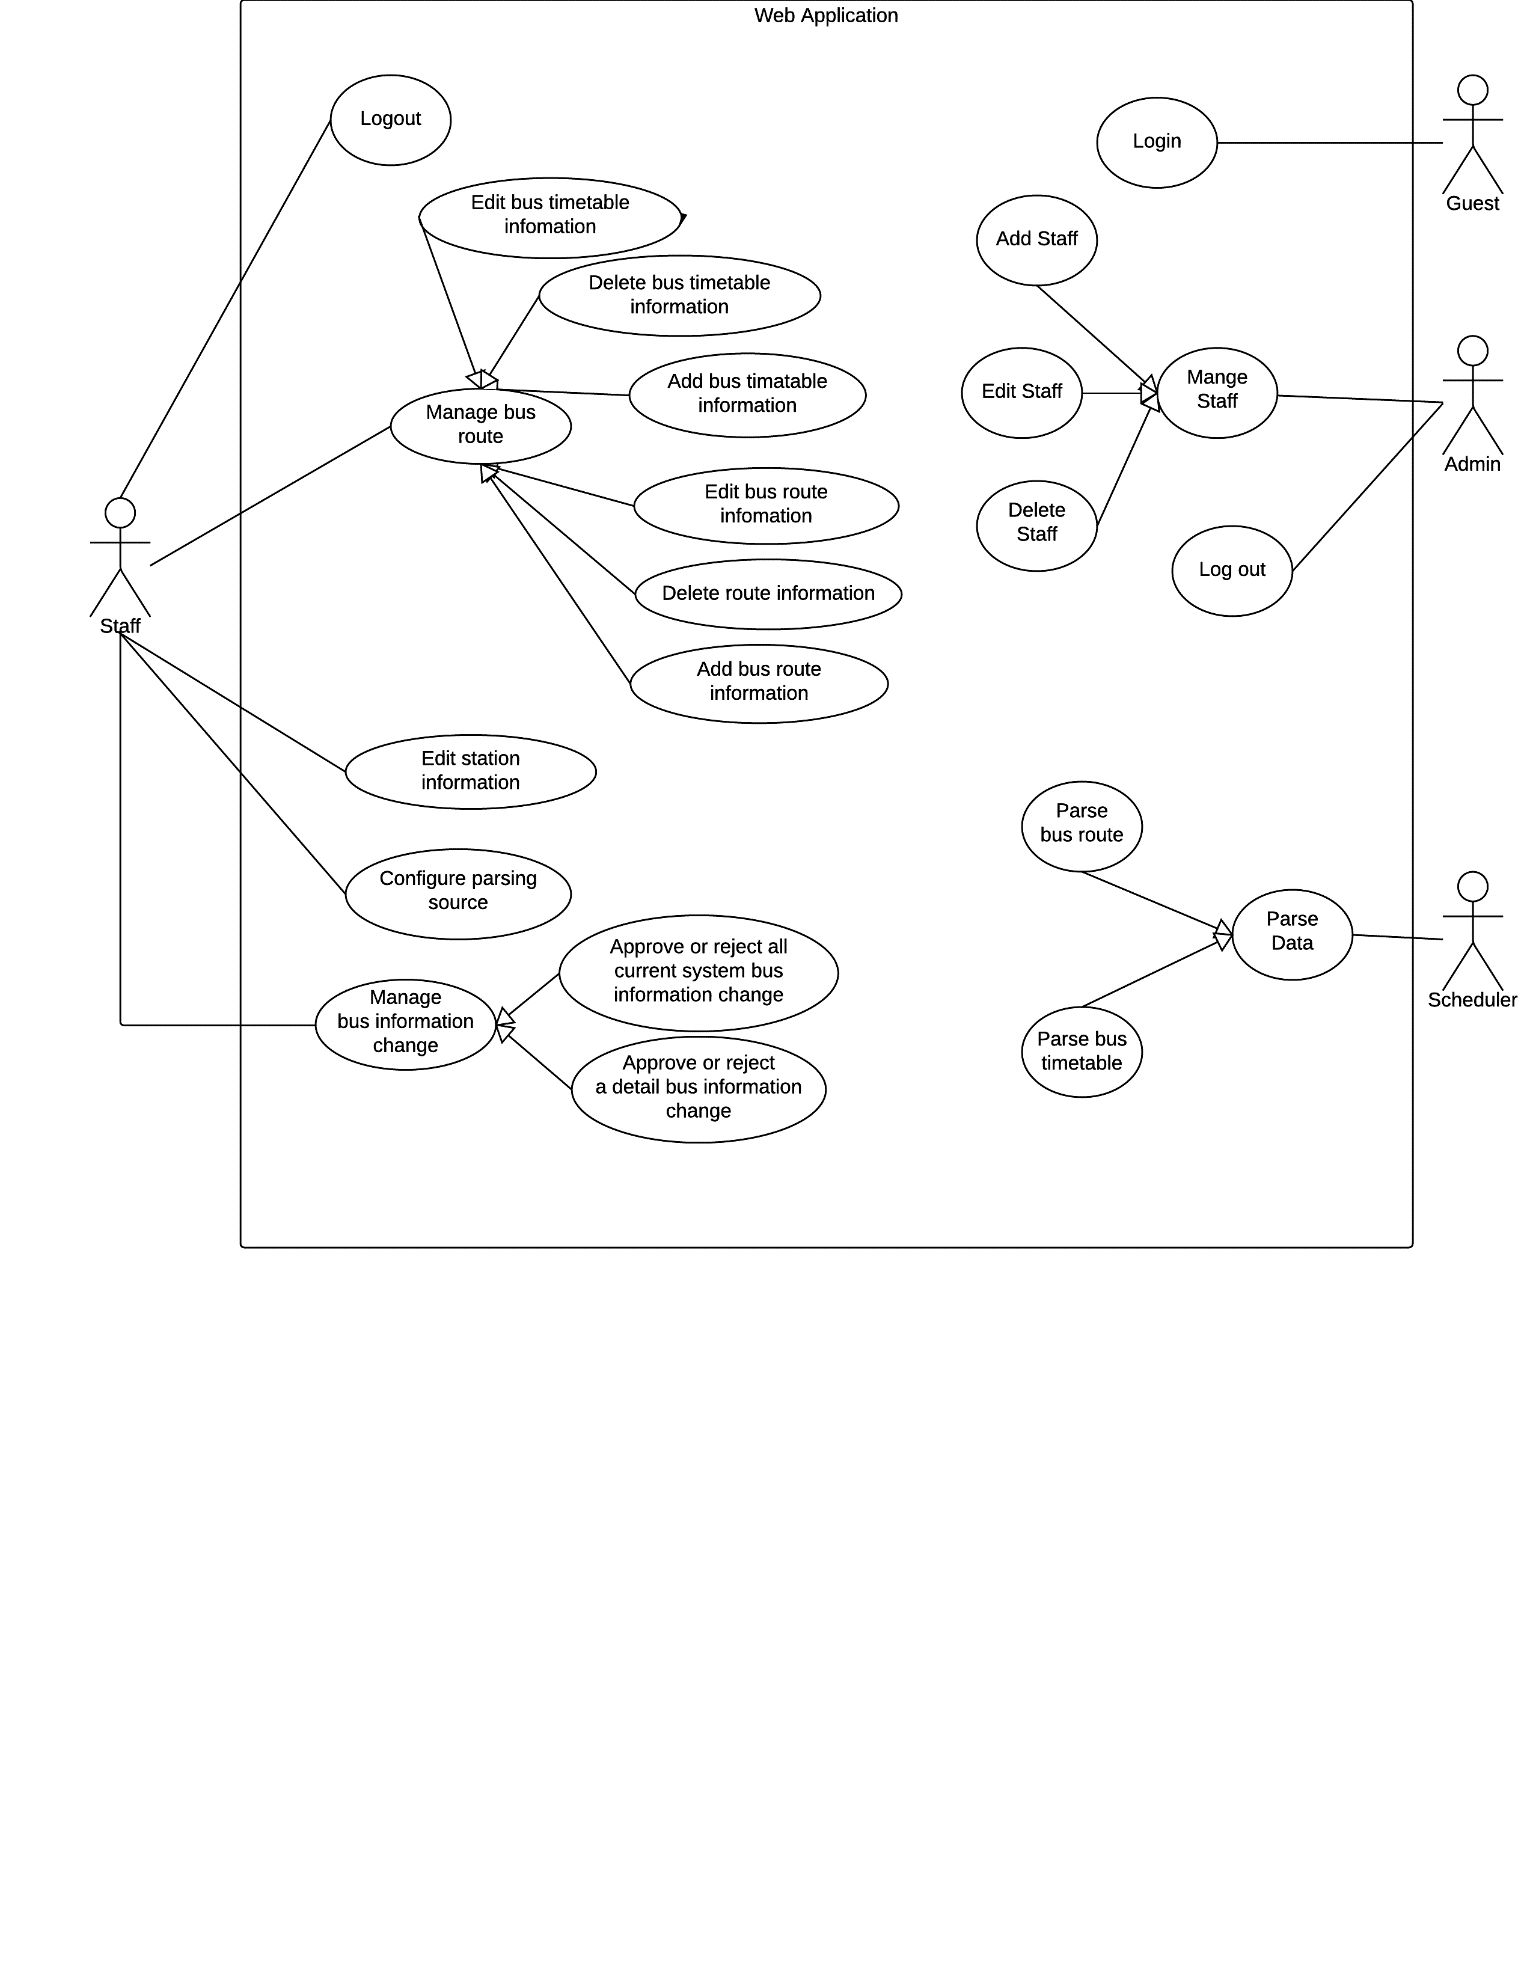 Web Application
Logout
Login
Guest
Edit bus timetable
infomation
Add Staff
Delete bus timetable
information
Add bus timatable
information
Manage bus
route
Edit Staff
Mange
Staff
Admin
Edit bus route
infomation
Delete
Staff
Log out
Delete route information
Staff
Add bus route
information
Edit station
information
Parse
bus route
Configure parsing
source
Parse
Data
Scheduler
Approve or reject all
current system bus
information change
Manage
bus information
change
Parse bus
timetable
Approve or reject
a detail bus information
change